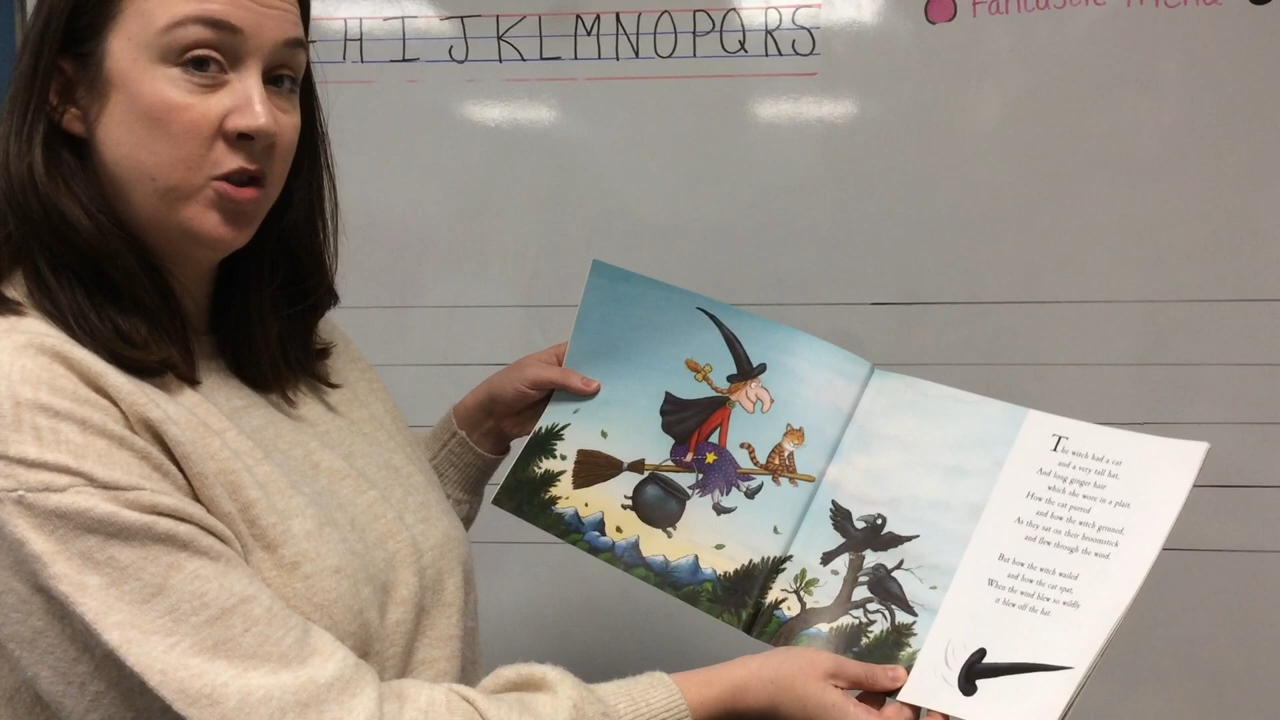 H I J K L M N O P Q R S
Fantastic Friend
The witch had a cat
and a very tall hat,
And long ginger hair
which she wore in a plait.
How the cat purred
and how the witch grinned,
As they sat on their broomstick
and flew through the wind.
But how the witch wailed
and how the cat spat,
When the wind blew so wildly
it blew off the hat.